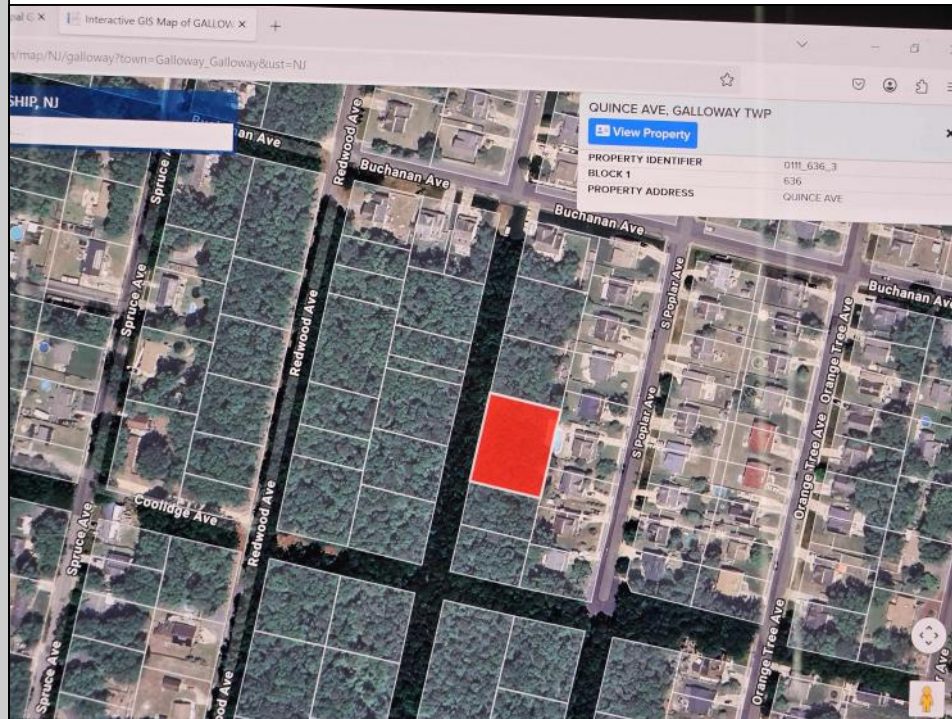 Interactive GIS Map of GALLOW
/map/NJ/galloway?town=Galloway_Galloway&ust=NJ
SHIP, NJ
QUINCE AVE, GALLOWAY TWP
View Property
PROPERTY IDENTIFIER 0111_636_3
BLOCK 1 636
PROPERTY ADDRESS QUINCE AVE
Buchanan Ave
Redwood Ave
Buchanan Ave
Spruce
Buchanan Ave
Spruce Ave
Redwood Ave
S Poplar Ave
Buchanan Ave
Orange Tree Ave
S Poplar Ave
Orange Tree Ave
Coolidge Ave
Spruce Ave
Redwood Ave
Orange Tree Ave
Spruce Ave
Ave
Ave